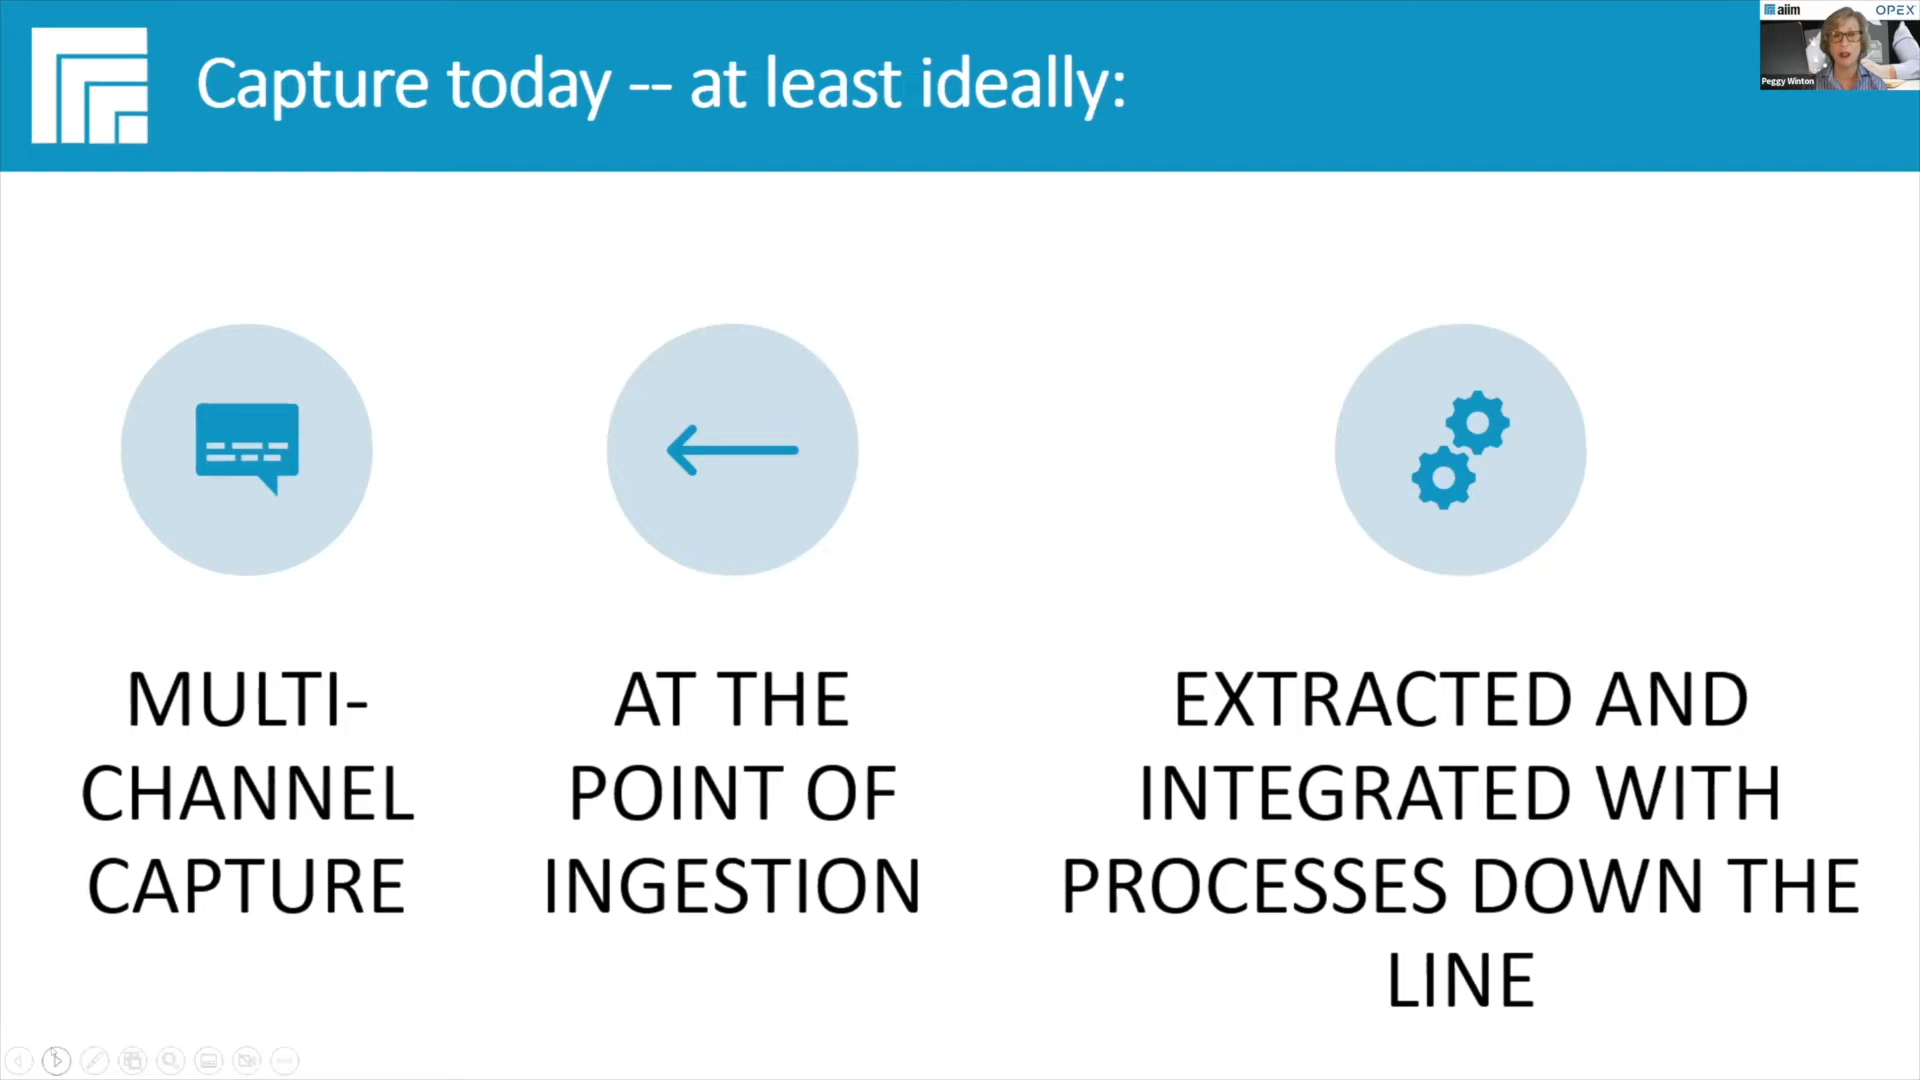 Capture today -- at least ideally:
aiim
OPEX
Peggy Winton
MULTI-
CHANNEL
CAPTURE
AT THE
POINT OF
INGESTION
EXTRACTED AND
INTEGRATED WITH
PROCESSES DOWN THE
LINE